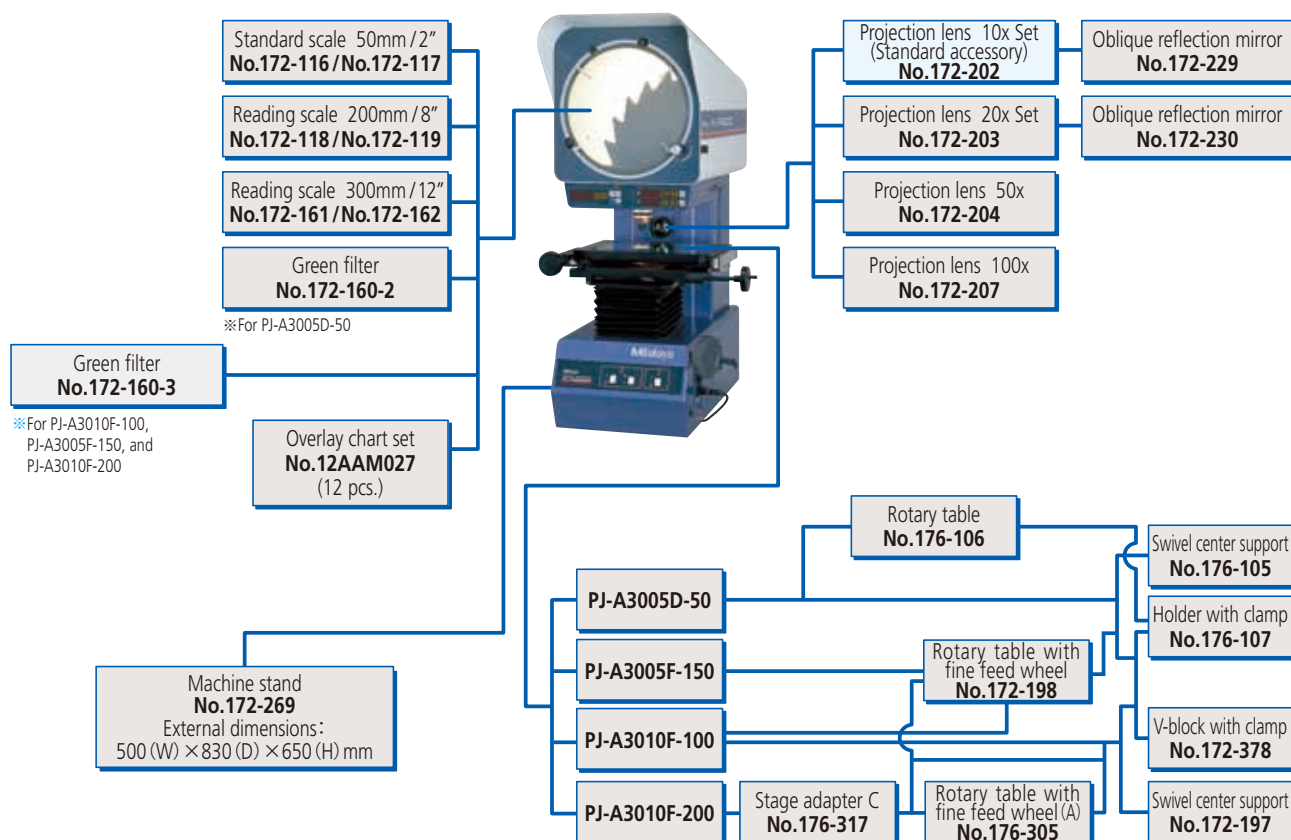 Standard scale 50mm/2”
No.172-116/No.172-117
Reading scale 200mm/8”
No.172-118/No.172-119
Reading scale 300mm/12”
No.172-161/No.172-162
Green filter
No.172-160-2
※For PJ-A3005D-50
Green filter
No.172-160-3
※For PJ-A3010F-100,
PJ-A3005F-150, and
PJ-A3010F-200
Overlay chart set
No.12AAM027
(12 pcs.)
Machine stand
No.172-269
External dimensions:
500 (W) ×830 (D) ×650 (H) mm
Mitutoyo
Projection lens 10x Set
(Standard accessory)
No.172-202
Oblique reflection mirror
No.172-229
Projection lens 20x Set
No.172-203
Oblique reflection mirror
No.172-230
Projection lens 50x
No.172-204
Projection lens 100x
No.172-207
Rotary table
No.176-106
PJ-A3005D-50
PJ-A3005F-150
PJ-A3010F-100
PJ-A3010F-200
Stage adapter C
No.176-317
Rotary table with
fine feed wheel
No.172-198
Rotary table with
fine feed wheel (A)
No.176-305
Swivel center support
No.176-105
Holder with clamp
No.176-107
V-block with clamp
No.172-378
Swivel center support
No.172-197